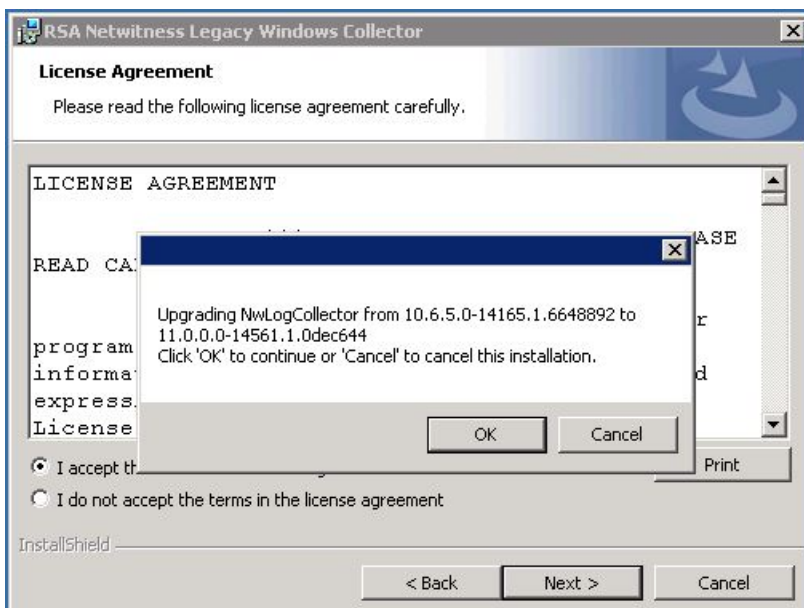 RSA Netwitness Legacy Windows Collector
License Agreement
Please read the following license agreement carefully.
LICENSE AGREEMENT
ASE
READ CA
Upgrading NwLogCollector from 10.6.5.0-14165.1.6648892 to
11.0.0.0-14561.1.0dec644
Click 'OK' to continue or 'Cancel' to cancel this installation.
r
program
informa
d
express
License
OK
Cancel
I accept th
Print
I do not accept the terms in the license agreement
InstallShield
< Back
Next >
Cancel